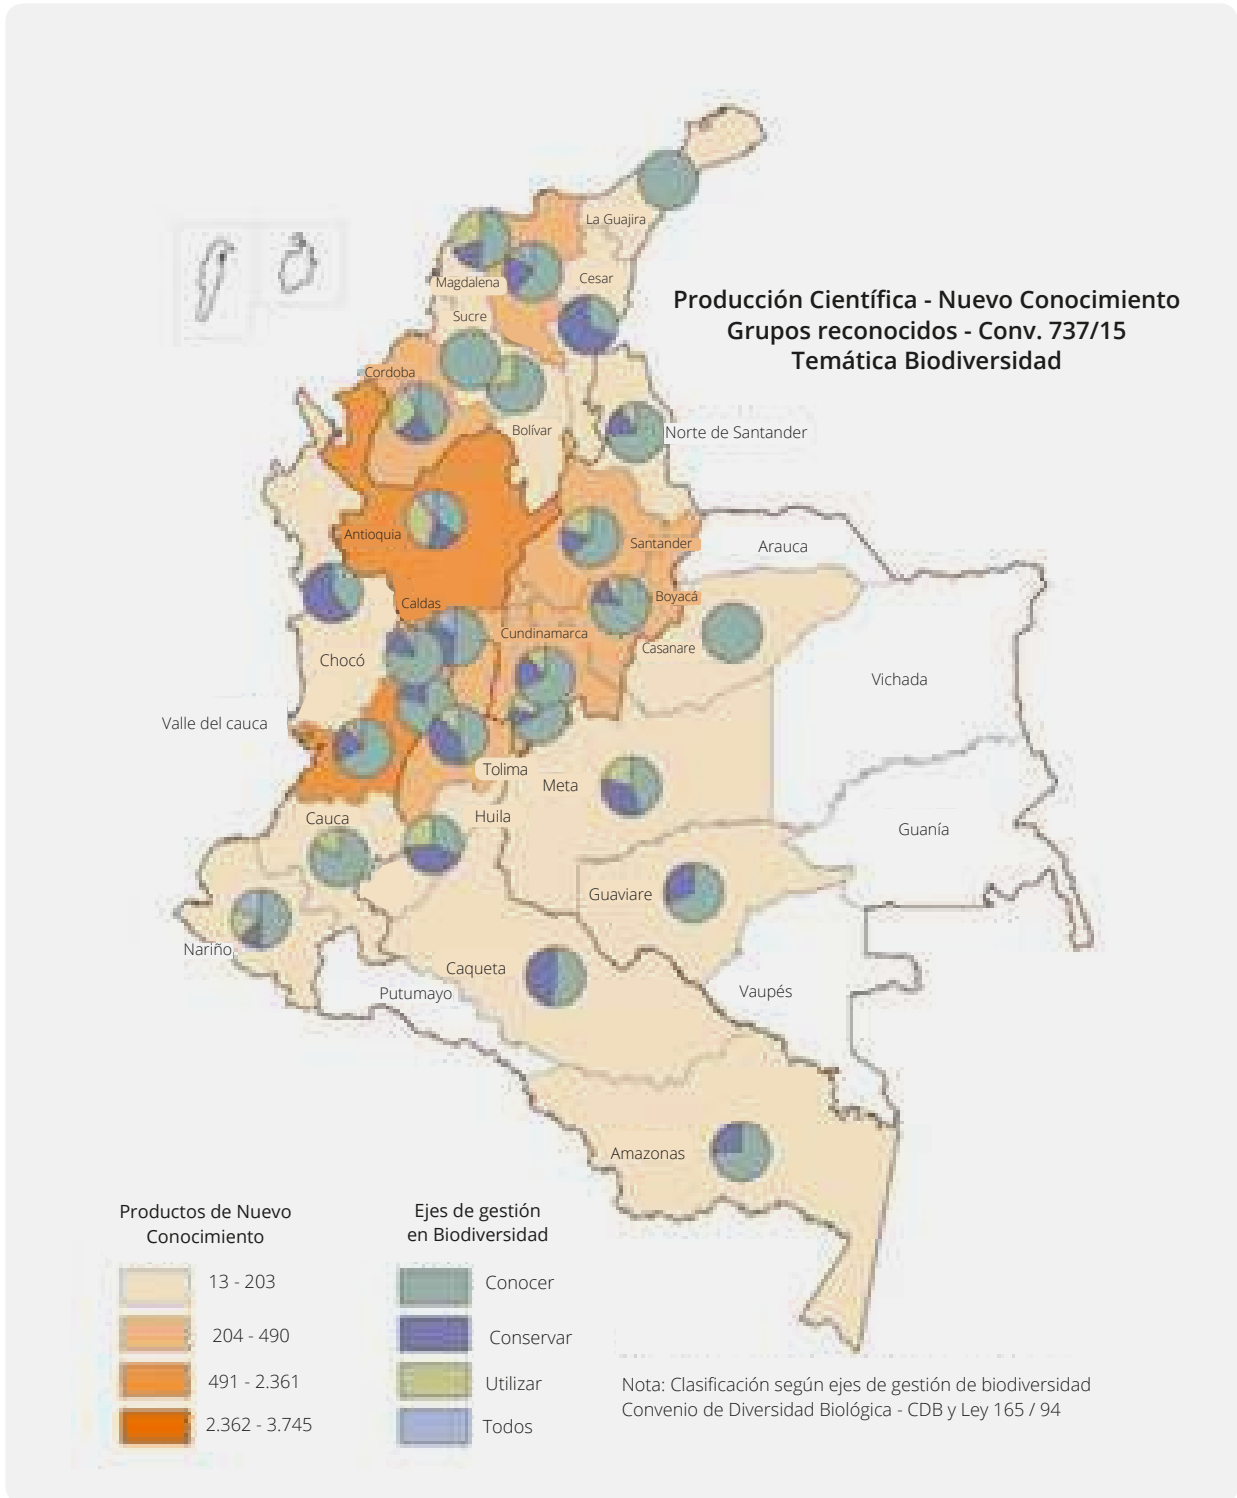 La Guajira
Magdalena
Cesar
Producción Científica - Nuevo Conocimiento
Grupos reconocidos - Conv. 737/15
Temática Biodiversidad
Sucre
Cordoba
Bolívar
Norte de Santander
Antioquia
Santander
Arauca
Caldas
Boyacá
Cundinamarca
Casanare
Chocó
Vichada
Valle del cauca
Tolima
Meta
Cauca
Huila
Guanía
Guaviare
Nariño
Caqueta
Putumayo
Vaupés
Amazonas
Productos de Nuevo
Conocimiento
13 - 203
204 - 490
491 - 2.361
2.362 - 3.745
Ejes de gestión
en Biodiversidad
Conocer
Conservar
Utilizar
Todos
Nota: Clasificación según ejes de gestión de biodiversidad
Convenio de Diversidad Biológica - CDB y Ley 165 / 94